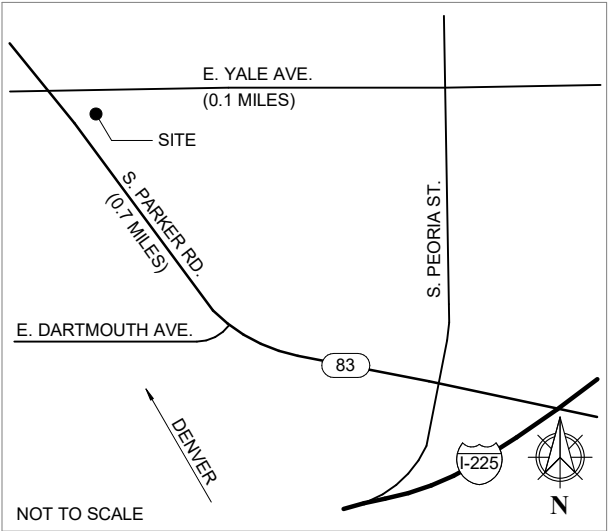 E. YALE AVE.
(0.1 MILES)
SITE
S. PARKER RD.
(0.7 MILES)
S. PEORIA ST.
E. DARTMOUTH AVE.
83
DENVER
I-225
NOT TO SCALE
N